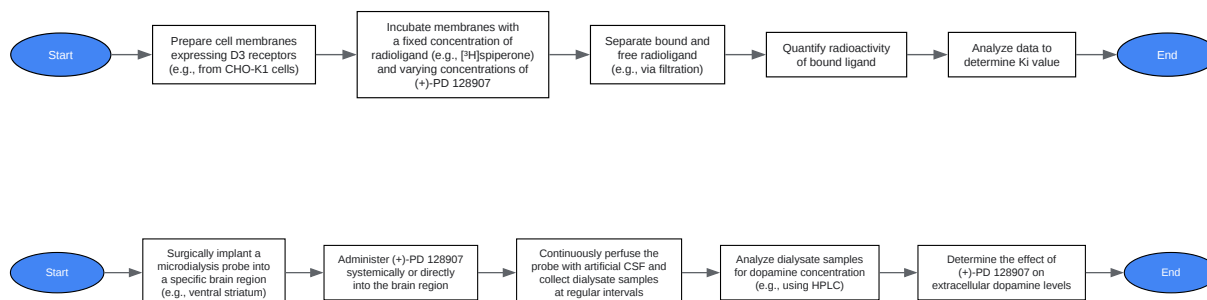 Start
Prepare cell membranes
expressing D3 receptors
(e.g., from CHO-K1 cells)
Incubate membranes with
a fixed concentration of
radioligand (e.g., [³H]spiperone)
and varying concentrations of
(+)-PD 128907
Separate bound and
free radioligand
(e.g., via filtration)
Quantify radioactivity
of bound ligand
Analyze data to
determine Ki value
End
Start
Surgically implant a
microdialysis probe into
a specific brain region
(e.g., ventral striatum)
Administer (+)-PD 128907
systemically or directly
into the brain region
Continuously perfuse the
probe with artificial CSF and
collect dialysate samples
at regular intervals
Analyze dialysate samples
for dopamine concentration
(e.g., using HPLC)
Determine the effect of
(+)-PD 128907 on
extracellular dopamine levels
End